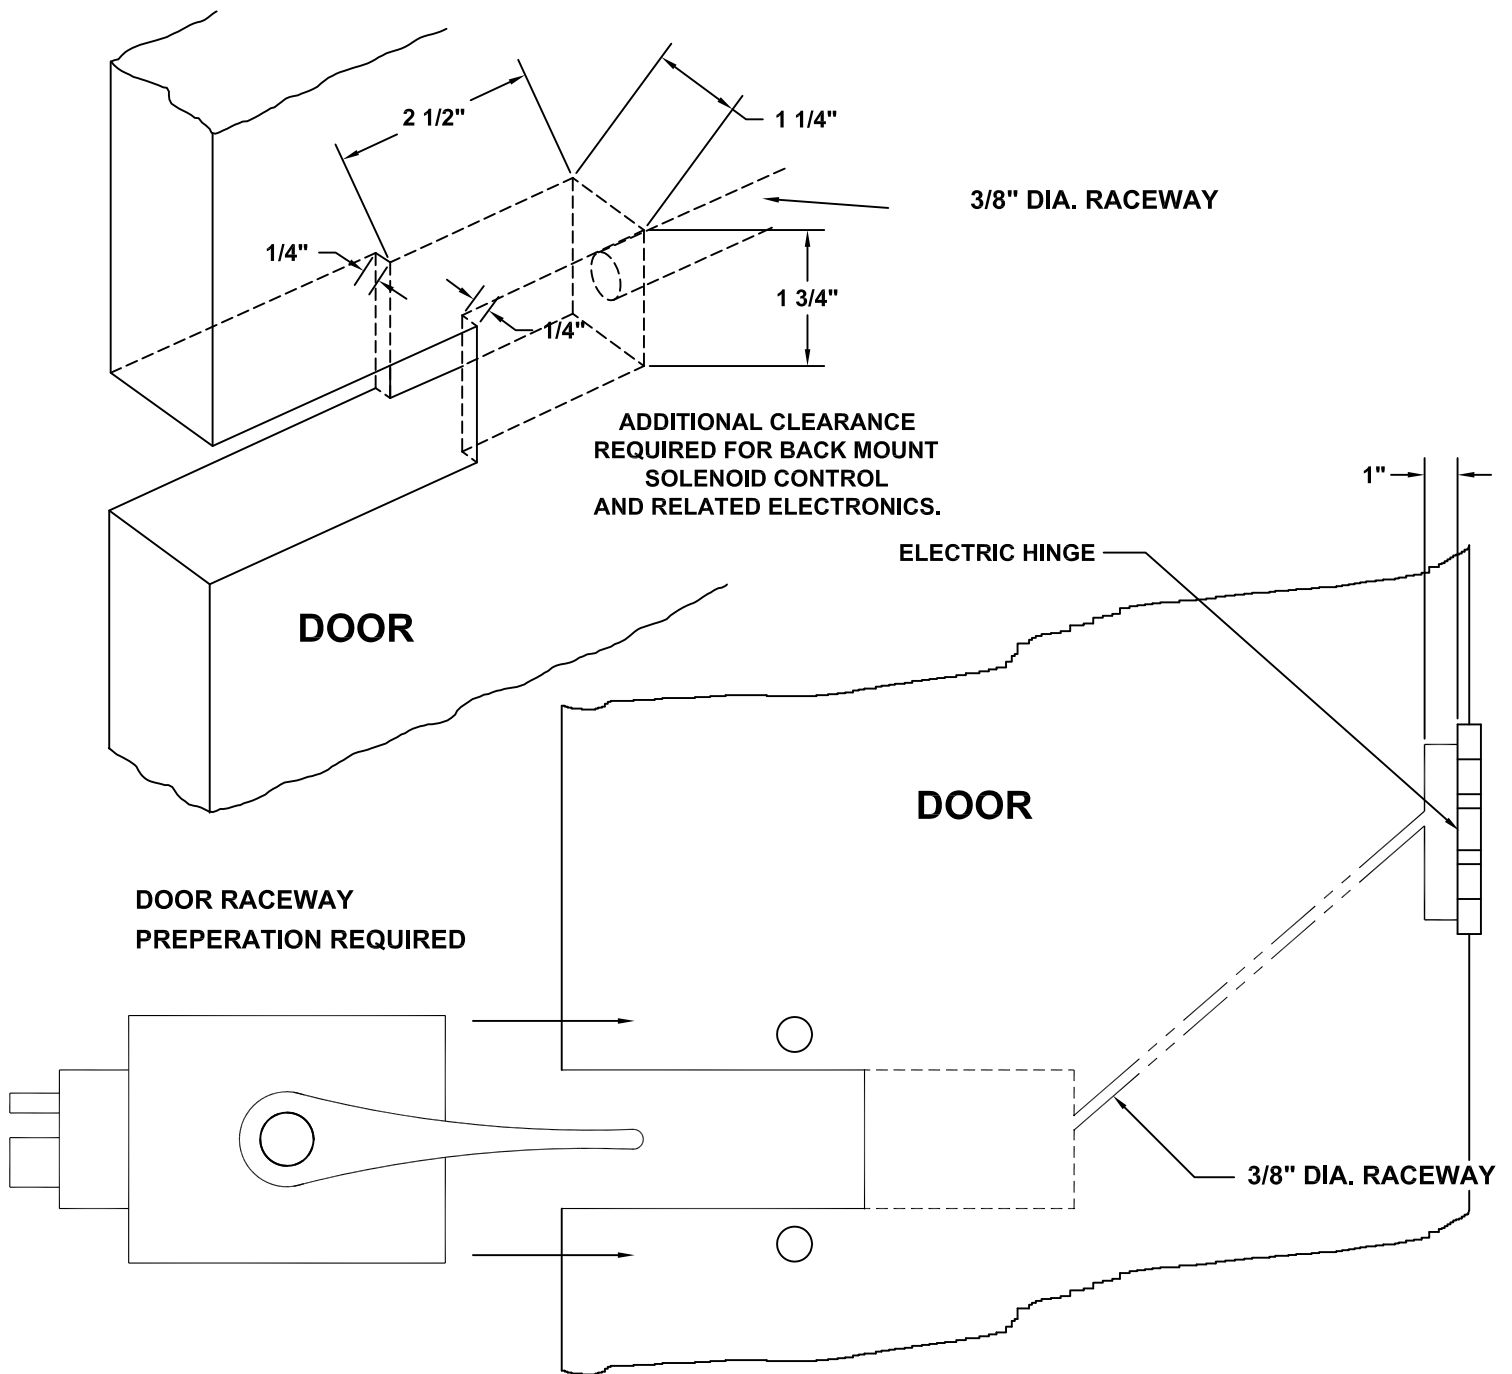 2 1/2"
1 1/4"
3/8" DIA. RACEWAY
1/4"
1 3/4"
1/4"
ADDITIONAL CLEARANCE
REQUIRED FOR BACK MOUNT
SOLENOID CONTROL
AND RELATED ELECTRONICS.
1"
ELECTRIC HINGE
DOOR
DOOR
DOOR RACEWAY
PREPERATION REQUIRED
3/8" DIA. RACEWAY